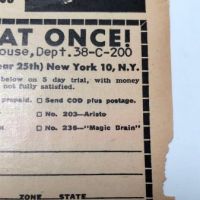 AT ONCE!
ouse, Dept. 38-C-200
ear 25th) New York 10, N.Y.
below on 5 day trial, with money
not fully satisfied.
prepaid. ☐ Send COD plus postage.
☐ No. 203—Aristo
☐ No. 236—"Magic Brain"
ZONE STATE